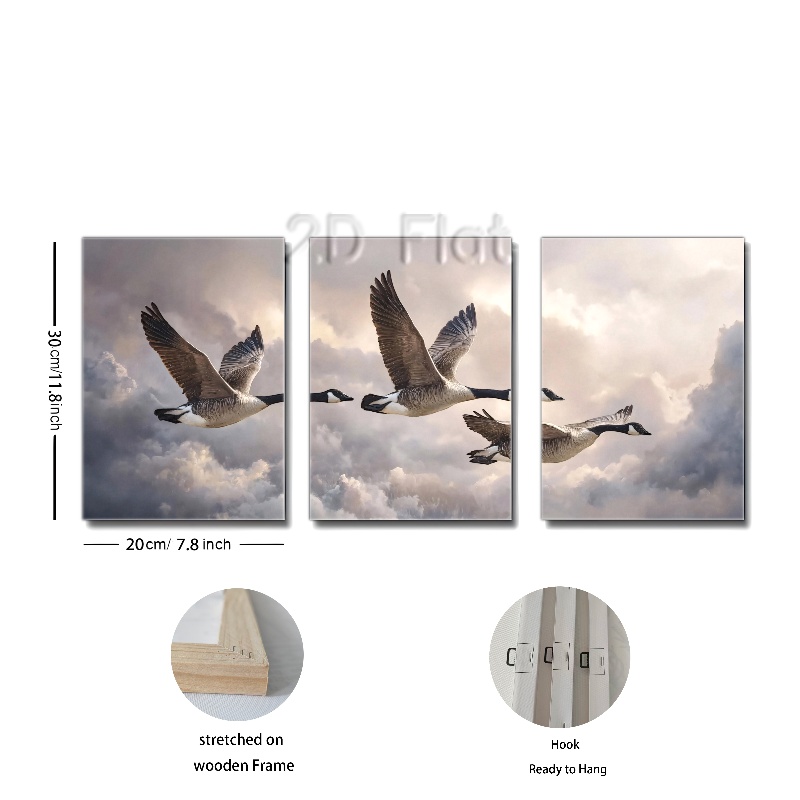 2D Flat
30cm/11.8inch
20cm/ 7.8 inch
stretched on
wooden Frame
Hook
Ready to Hang